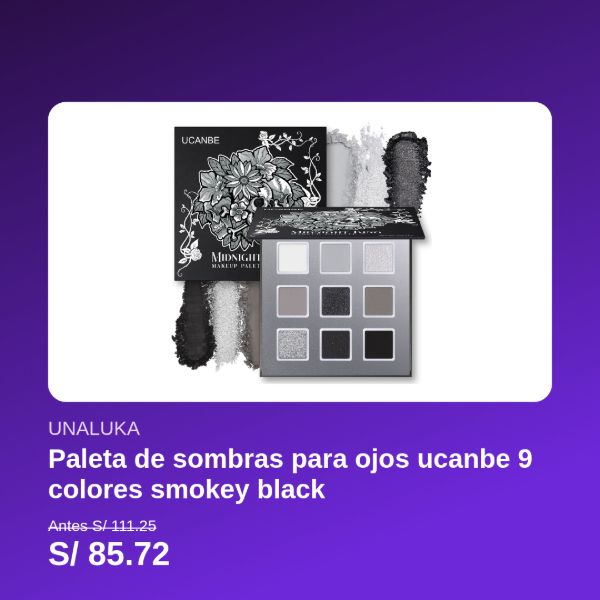 UCANBE
MIDNIGHT
MAKEUP
UNALUKA
Paleta de sombras para ojos ucanbe 9
colores smokey black
Antes S/ 111.25
S/ 85.72